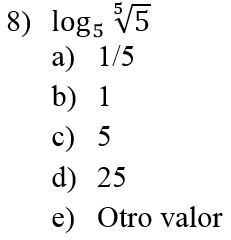 8) log₅ ⁵√5
a) 1/5
b) 1
c) 5
d) 25
e) Otro valor